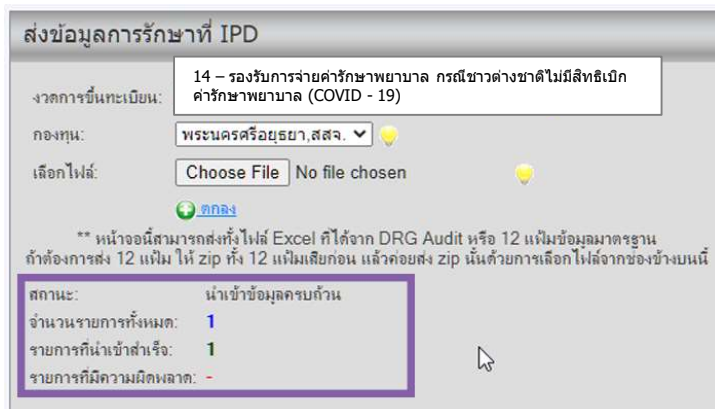 ส่งข้อมูลการรักษาที่ IPD
14 – รองรับการจ่ายค่ารักษาพยาบาล กรณีชาวต่างชาติไม่มีสิทธิเบิก
ค่ารักษาพยาบาล (COVID - 19)
งวดการขึ้นทะเบียน:
กองทุน: พระนครศรีอยุธยา,สสจ.
เลือกไฟล์: Choose File No file chosen
ตกลง
** หน้าจอนี้สามารถส่งทั้งไฟล์ Excel ที่ได้จาก DRG Audit หรือ 12 แฟ้มข้อมูลมาตรฐาน
ถ้าต้องการส่ง 12 แฟ้ม ให้ zip ทั้ง 12 แฟ้มเสียก่อน แล้วค่อยส่ง zip นั้นด้วยการเลือกไฟล์จากช่องข้างบนนี้
สถานะ: นำเข้าข้อมูลครบถ้วน
จำนวนรายการทั้งหมด: 1
รายการที่นำเข้าสำเร็จ: 1
รายการที่มีความผิดพลาด: -